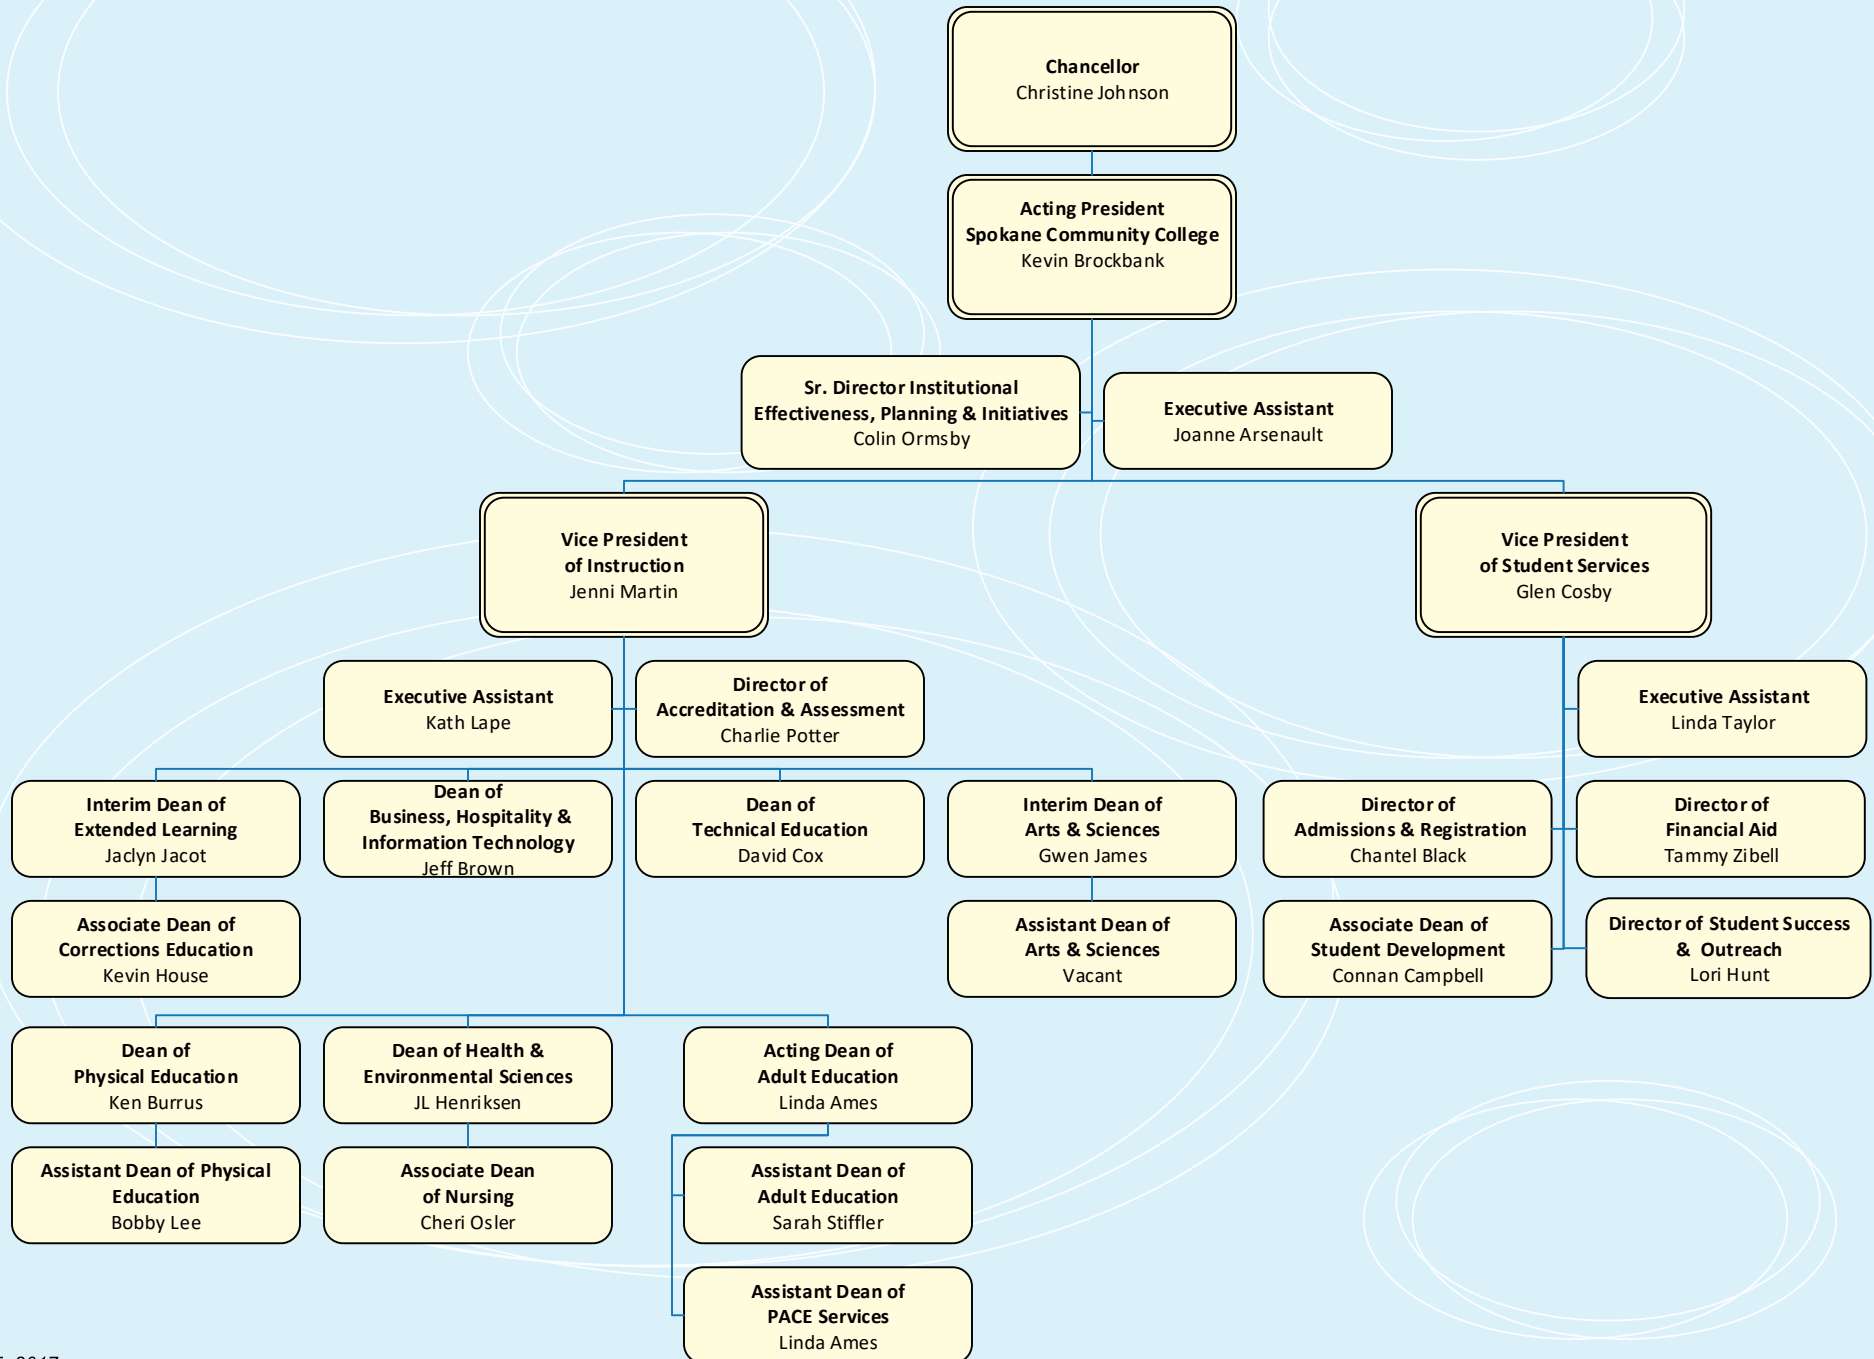 Chancellor
Christine Johnson
Acting President
Spokane Community College
Kevin Brockbank
Sr. Director Institutional
Effectiveness, Planning & Initiatives
Colin Ormsby
Executive Assistant
Joanne Arsenault
Vice President
of Instruction
Jenni Martin
Vice President
of Student Services
Glen Cosby
Executive Assistant
Kath Lape
Director of
Accreditation & Assessment
Charlie Potter
Executive Assistant
Linda Taylor
Interim Dean of
Extended Learning
Jaclyn Jacot
Dean of
Business, Hospitality &
Information Technology
Jeff Brown
Dean of
Technical Education
David Cox
Interim Dean of
Arts & Sciences
Gwen James
Director of
Admissions & Registration
Chantel Black
Director of
Financial Aid
Tammy Zibell
Associate Dean of
Corrections Education
Kevin House
Assistant Dean of
Arts & Sciences
Vacant
Associate Dean of
Student Development
Connan Campbell
Director of Student Success
& Outreach
Lori Hunt
Dean of
Physical Education
Ken Burrus
Dean of Health &
Environmental Sciences
JL Henriksen
Acting Dean of
Adult Education
Linda Ames
Assistant Dean of Physical
Education
Bobby Lee
Associate Dean
of Nursing
Cheri Osler
Assistant Dean of
Adult Education
Sarah Stiffler
Assistant Dean of
PACE Services
Linda Ames